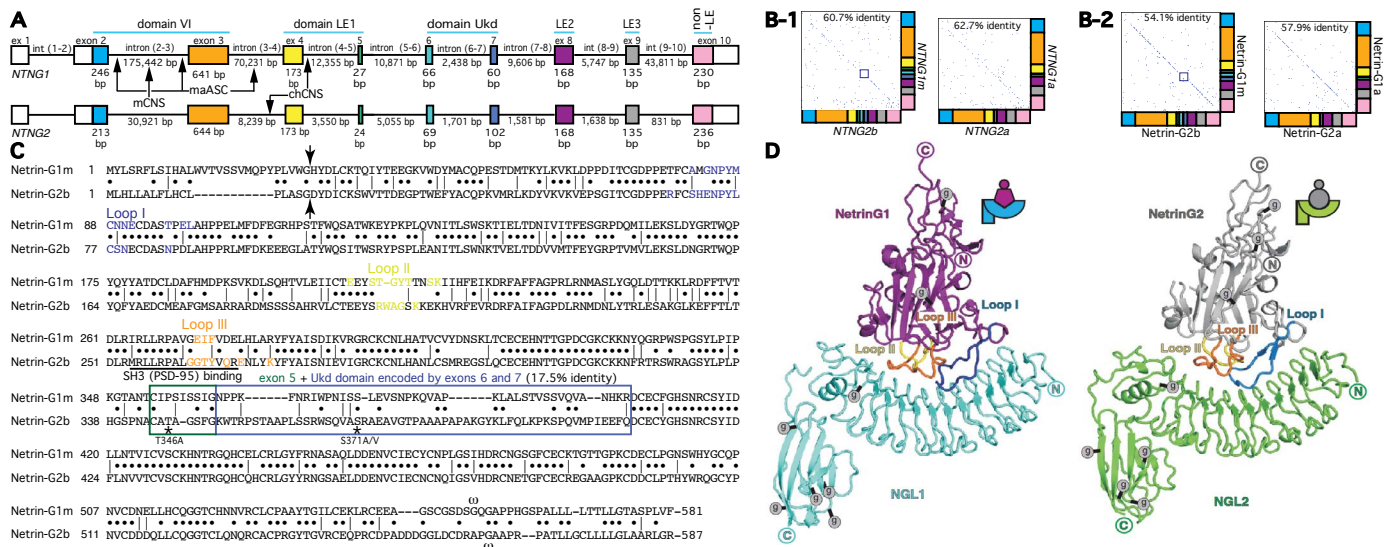 A
domain VI
domain LE1
domain Ukd
LE2
LE3
non
-LE
ex 1
exon 2
exon 3
ex 4
5
6
7
ex 8
ex 9
exon 10
int (1-2)
intron (2-3)
intron (3-4)
intron (4-5)
int (5-6)
intron (6-7)
int (7-8)
int (8-9)
int (9-10)
175,442 bp
70,231 bp
12,355 bp
10,871 bp
2,438 bp
9,606 bp
5,747 bp
43,811 bp
NTNG1
246
bp
641 bp
173
bp
27
bp
66
bp
60
bp
168
bp
135
bp
230
bp
mCNS
maASC
chCNS
30,921 bp
8,239 bp
3,550 bp
5,055 bp
1,701 bp
1,581 bp
1,638 bp
831 bp
NTNG2
213
bp
644 bp
173 bp
24
bp
69
bp
102
bp
168
bp
135
bp
236
bp
B-1
60.7% identity
NTNG1m
NTNG2b
62.7% identity
NTNG1a
NTNG2a
B-2
54.1% identity
Netrin-G1m
Netrin-G2b
57.9% identity
Netrin-G1a
Netrin-G2a
C
Netrin-G1m 1 MYLSRFLSIHALWVTVSSVMQPYPLVWGHYDLCKTQIYTEEGKVWDYMACQPESTDMTKYLKVKLDPPDITCGDPPETFCAMGNPYM
Netrin-G2b 1 MLHLLALFLHCL-----------PLASGDYDICKSWVTTDEGPTWEFYACQPKVMRLKDYVKVKVEPSGITCGDPPERFCSHENPYL
Loop I
Netrin-G1m 88 CNNECDASTPELAHPPELMFDFEGRHPSTFWQSATWKEYPKPLQVNITLSWSKTIELTDNIVITFESGRPDQMILEKSLDYGRTWQP
Netrin-G2b 77 CSNECDASNPDLAHPPRLMFDKEEEGLATYWQSITWSRYPSPLEANITLSWNKTVELTDDVVMTFEYGRPTVMVLEKSLDNGRTWQP
Loop II
Netrin-G1m 175 YQYYATDCLDAFHMDPKSVKDLSQHTVLEIICTEEYST-GYTTNSKIIHFEIKDRFAFFAGPRLRNMASLYGQLDTTKKLRDFFTVT
Netrin-G2b 164 YQFYAEDCMEAFGMSARRARDMSSSSAHRVLCTEEYSRWAGSKKEKHVRFEVRDRFAIFAGPDLRNMDNLYTRLESAKGLKEFFTLT
Loop III
Netrin-G1m 261 DLRIRLLRPAVGEIFVDELHLARYFYAISDIKVRGRCKCNLHATVCVYDNSKLTCECEHNTTGPDCGKCKKNYQGRPWSPGSYLPIP
Netrin-G2b 251 DLRMRLLRPALGGTYVQRENLYKYFYAISNIEVIGRCKCNLHANLCSMREGSLQCECEHNTTGPDCGKCKKNFRTRSWRAGSYLPLP
SH3 (PSD-95) binding
exon 5 + Ukd domain encoded by exons 6 and 7 (17.5% identity)
Netrin-G1m 348 KGTANTCIPSISSIGNPPK------FNRIWPNISS-LEVSNPKQVAP-----KLALSTVSSVQVA--NHKRDCECFGHSNRCSYID
Netrin-G2b 338 HGSPNACATA-GSFGKWTRPSTAAPLSSRWSQVASRAEAVGTPAAAPAPAKGYKLFQLKPKSPQVMPIEEFQDCECYGHSNRCSYID
* *
T346A
S371A/V
Netrin-G1m 420 LLNTVICVSCKHNTRGQHCELCRLGYFRNASAQLDDENVCIECYCNPLGSIHDRCNGSGFCECKTGTTGPKCDECLPGNSWHYGCQP
Netrin-G2b 424 FLNVVTCVSCKHNTRGQHCQHCRLGYYRNGSAELDDENVCIECNCNQIGSVHDRCNETGFCECREGAAGPKCDDCLPTHYWRQGCYP
ω
Netrin-G1m 507 NVCDNELLHCQGGTCHNNVRCLCPAAYTGILCEKLRCEEA---GSCGSDSGQGAPPHGSPALLL--LTTLLGTASPLVF-581
Netrin-G2b 511 NVCDDDQLLCQGGTCLQNQRCACPRGYTGVRCEQPRCDPADDDGGLDCDRAPGAAPR--PATLLGCLLLLGLAARLGR-587
ω
D
C
g
NetrinG1
N
g
Loop I
Loop III
Loop II
N
g
g
g
g
g
NGL1
C
C
g
NetrinG2
g
N
g
Loop I
Loop III
Loop II
g
N
g
g
g
g
NGL2
C